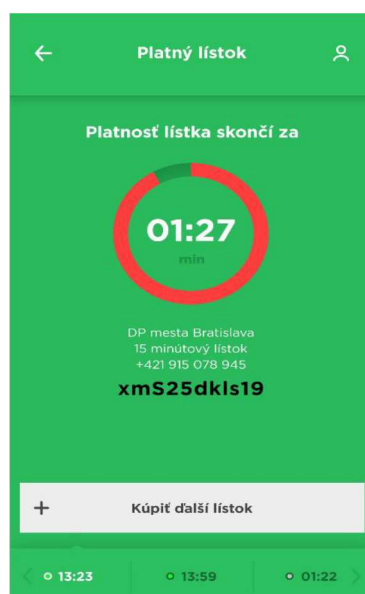 Platný lístok
Platnosť lístka skončí za
01:27
min
DP mesta Bratislava
15 minútový lístok
+421 915 078 945
xmS25dkls19
+ Kúpiť ďalší lístok
13:23 13:59 01:22